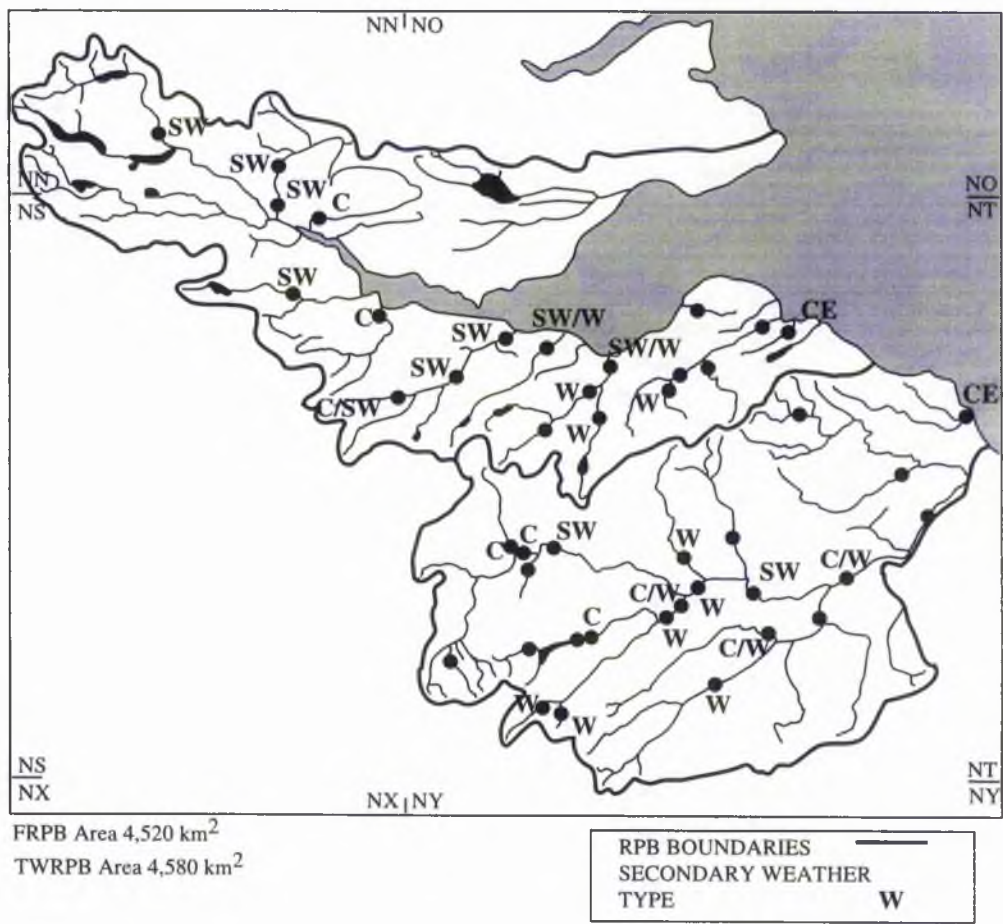 NN NO
SW
SW
NN
NS
SW
C
NO
NT
SW
C
SW
SW/W
CE
SW
SW/W
C/SW
W
W
W
CE
C
C
SW
W
C/W
SW
C/W
W
C
W
C/W
W
W
W
NS
NX
NX NY
NT
NY
FRPB Area 4,520 km²
TWRPB Area 4,580 km²
RPB BOUNDARIES
SECONDARY WEATHER
TYPE W